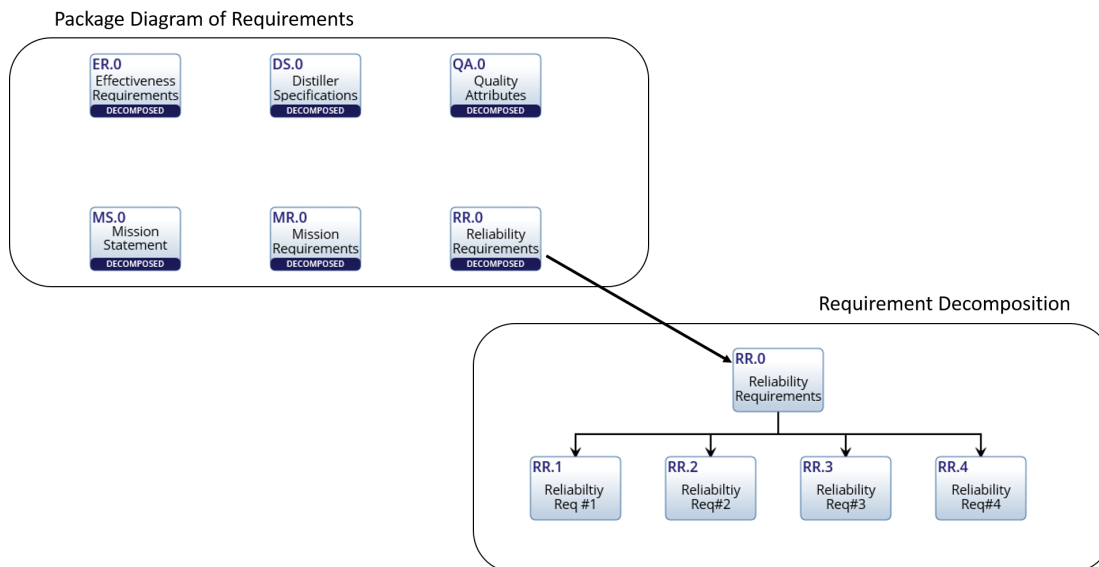 Package Diagram of Requirements
ER.0
Effectiveness
Requirements
DECOMPOSED
DS.0
Distiller
Specifications
DECOMPOSED
QA.0
Quality
Attributes
DECOMPOSED
MS.0
Mission
Statement
DECOMPOSED
MR.0
Mission
Requirements
DECOMPOSED
RR.0
Reliability
Requirements
DECOMPOSED
Requirement Decomposition
RR.0
Reliability
Requirements
RR.1
Reliabiltiy
Req #1
RR.2
Reliabiltiy
Req#2
RR.3
Reliability
Req#3
RR.4
Reliability
Req#4